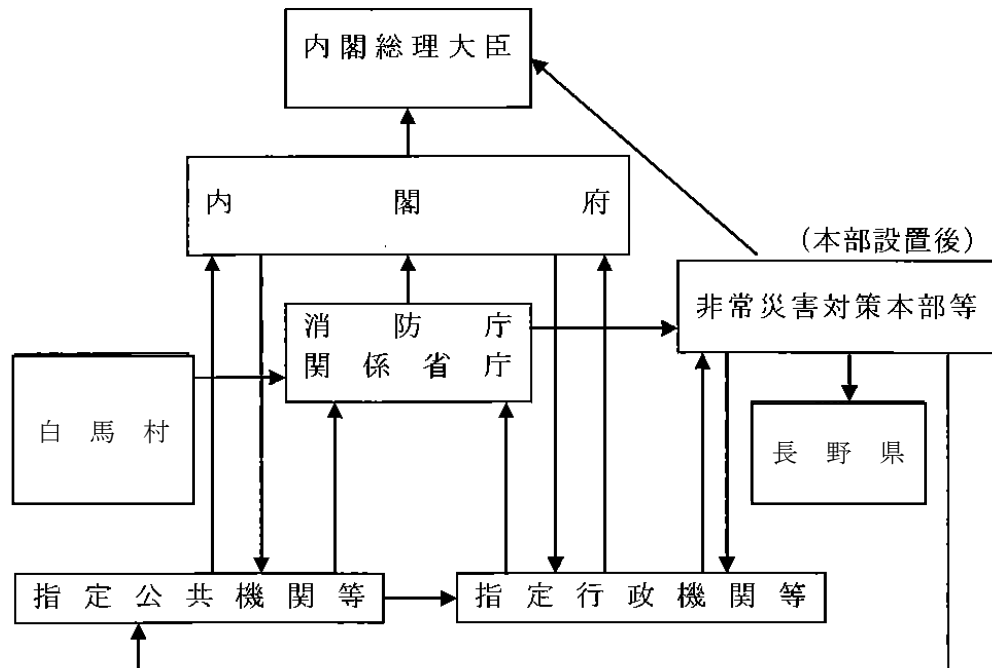 内閣総理大臣
内閣府
(本部設置後)
非常災害対策本部等
消防庁
関係省庁
白馬村
長野県
指定公共機関等
指定行政機関等